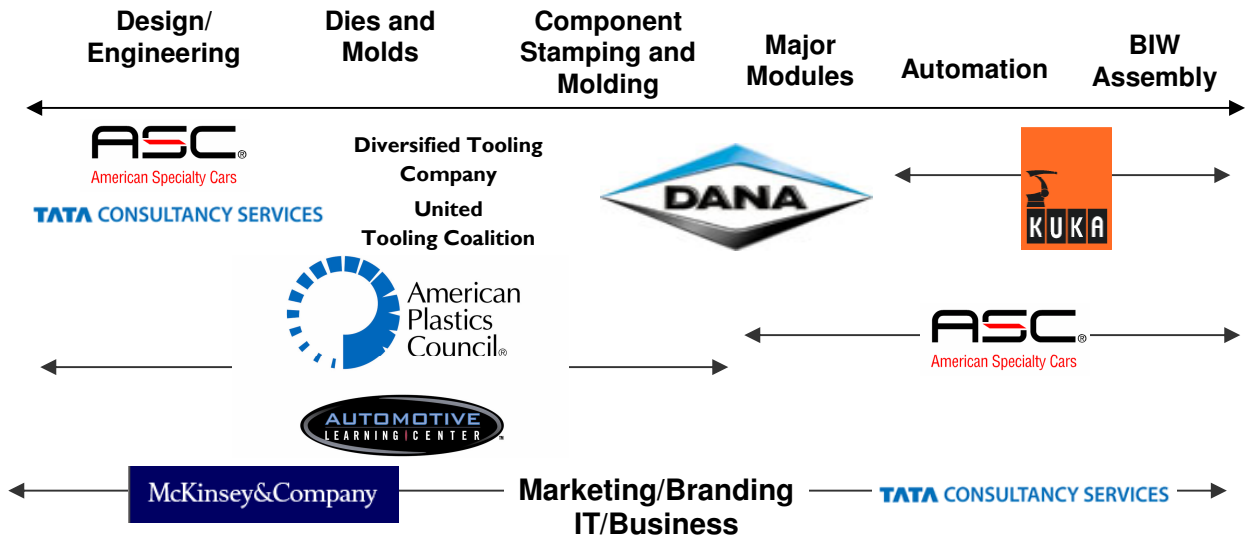 Design/
Engineering
Dies and
Molds
Component
Stamping and
Molding
Major
Modules
Automation
BIW
Assembly
ASC®
American Specialty Cars
TATA CONSULTANCY SERVICES
Diversified Tooling
Company
United
Tooling Coalition
DANA
KUKA
American
Plastics
Council®
ASC®
American Specialty Cars
AUTOMOTIVE
LEARNING|CENTER™
McKinsey&Company
Marketing/Branding
IT/Business
TATA CONSULTANCY SERVICES